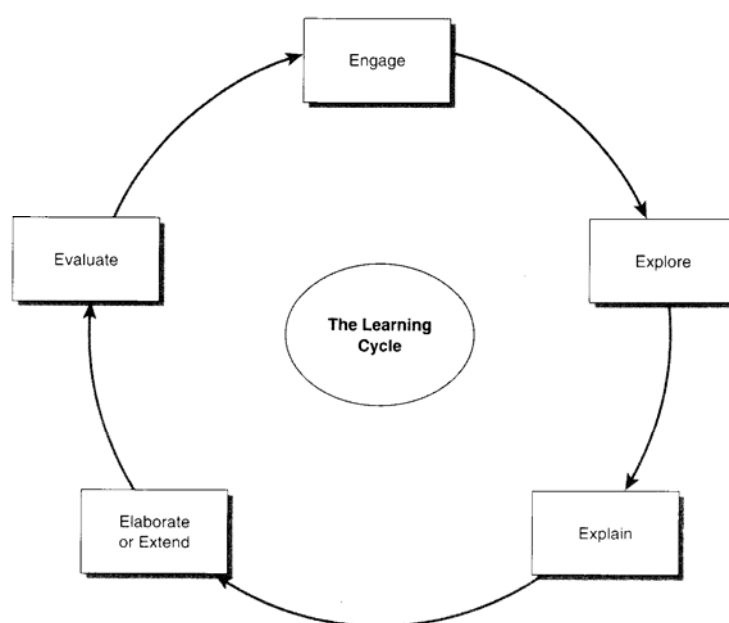 Engage
Explore
Explain
Elaborate
or Extend
Evaluate
The Learning
Cycle